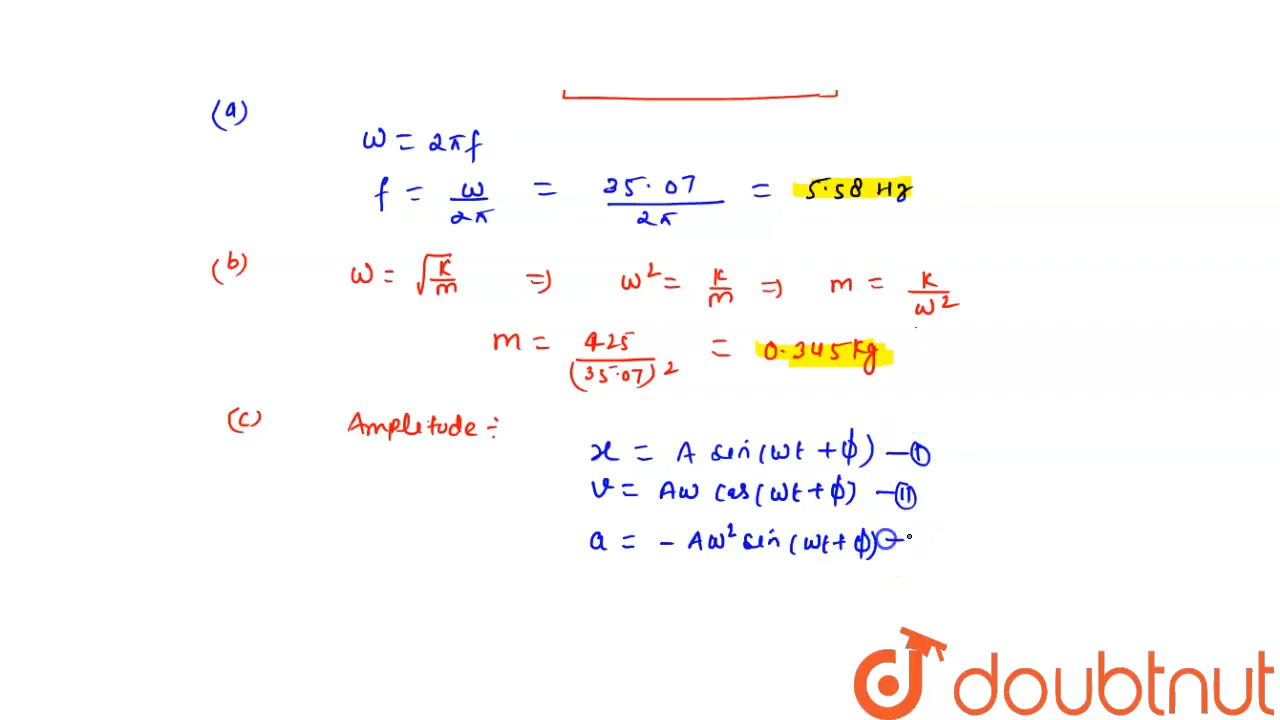 (a)
ω = 2πf
f = ω/2π = 35.07/2π = 5.58 Hz
(b) ω = √(k/m) ⇒ ω² = k/m ⇒ m = k/ω²
m = 425/(35.07)² = 0.345 kg
(c) Amplitude ÷
x = A sin(ωt + ϕ) — Ⓘ
v = Aω cos(ωt + ϕ) — ⓘⓘ
a = - Aω² sin(ωt + ϕ) —
doubtnut